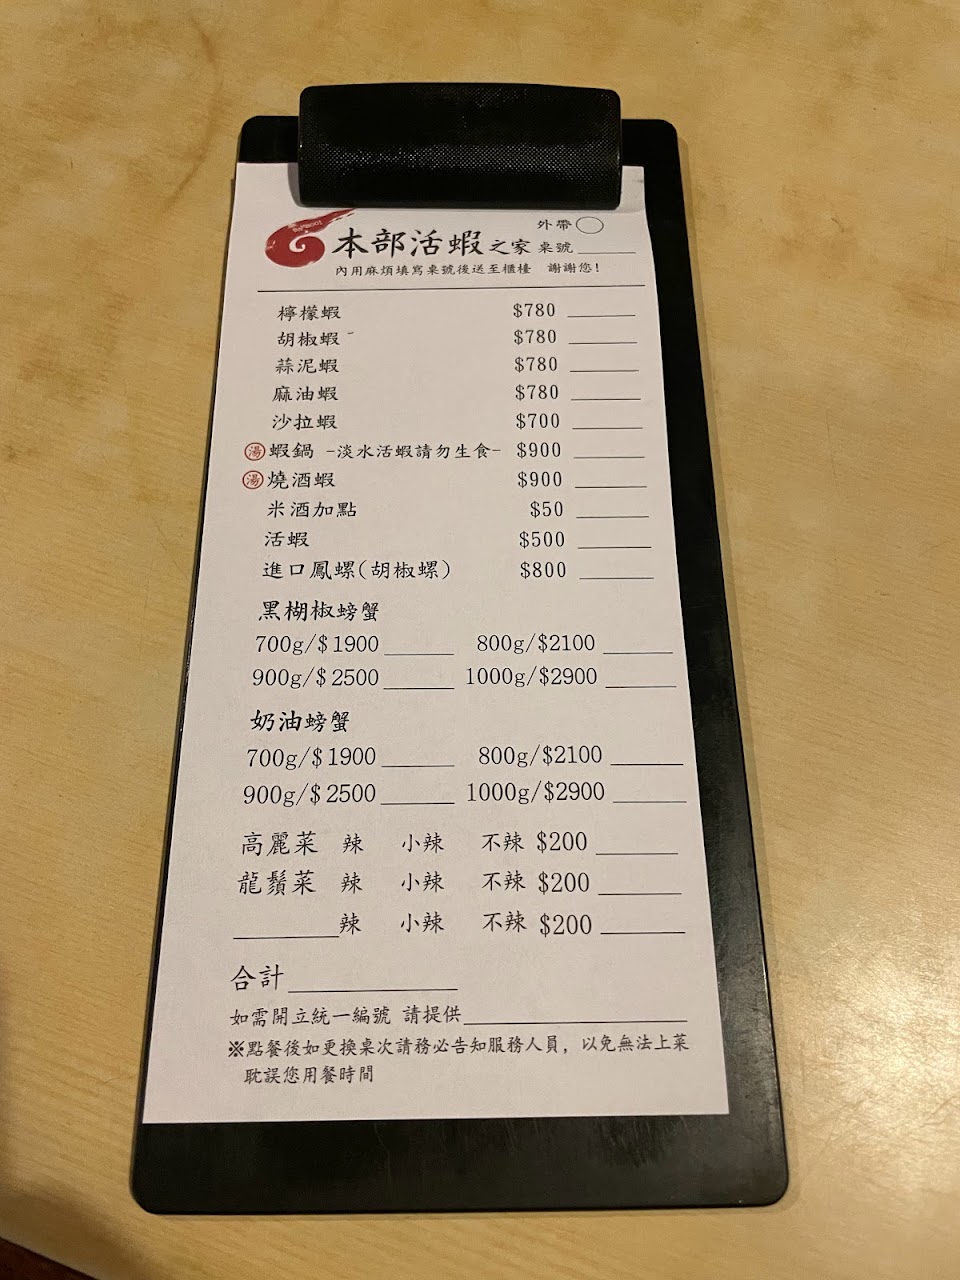 外帶
本部活蝦之家 桌號
內用麻煩填寫桌號後送至櫃檯 謝謝您!
檸檬蝦 $780
胡椒蝦 $780
蒜泥蝦 $780
麻油蝦 $780
沙拉蝦 $700
湯 蝦鍋 -淡水活蝦請勿生食- $900
湯 燒酒蝦 $900
米酒加點 $50
活蝦 $500
進口鳳螺(胡椒螺) $800
黑楜椒螃蟹
700g/$1900 800g/$2100
900g/$2500 1000g/$2900
奶油螃蟹
700g/$1900 800g/$2100
900g/$2500 1000g/$2900
高麗菜 辣 小辣 不辣 $200
龍鬚菜 辣 小辣 不辣 $200
辣 小辣 不辣 $200
合計
如需開立統一編號 請提供
※點餐後如更換桌次請務必告知服務人員，以免無法上菜
耽誤您用餐時間